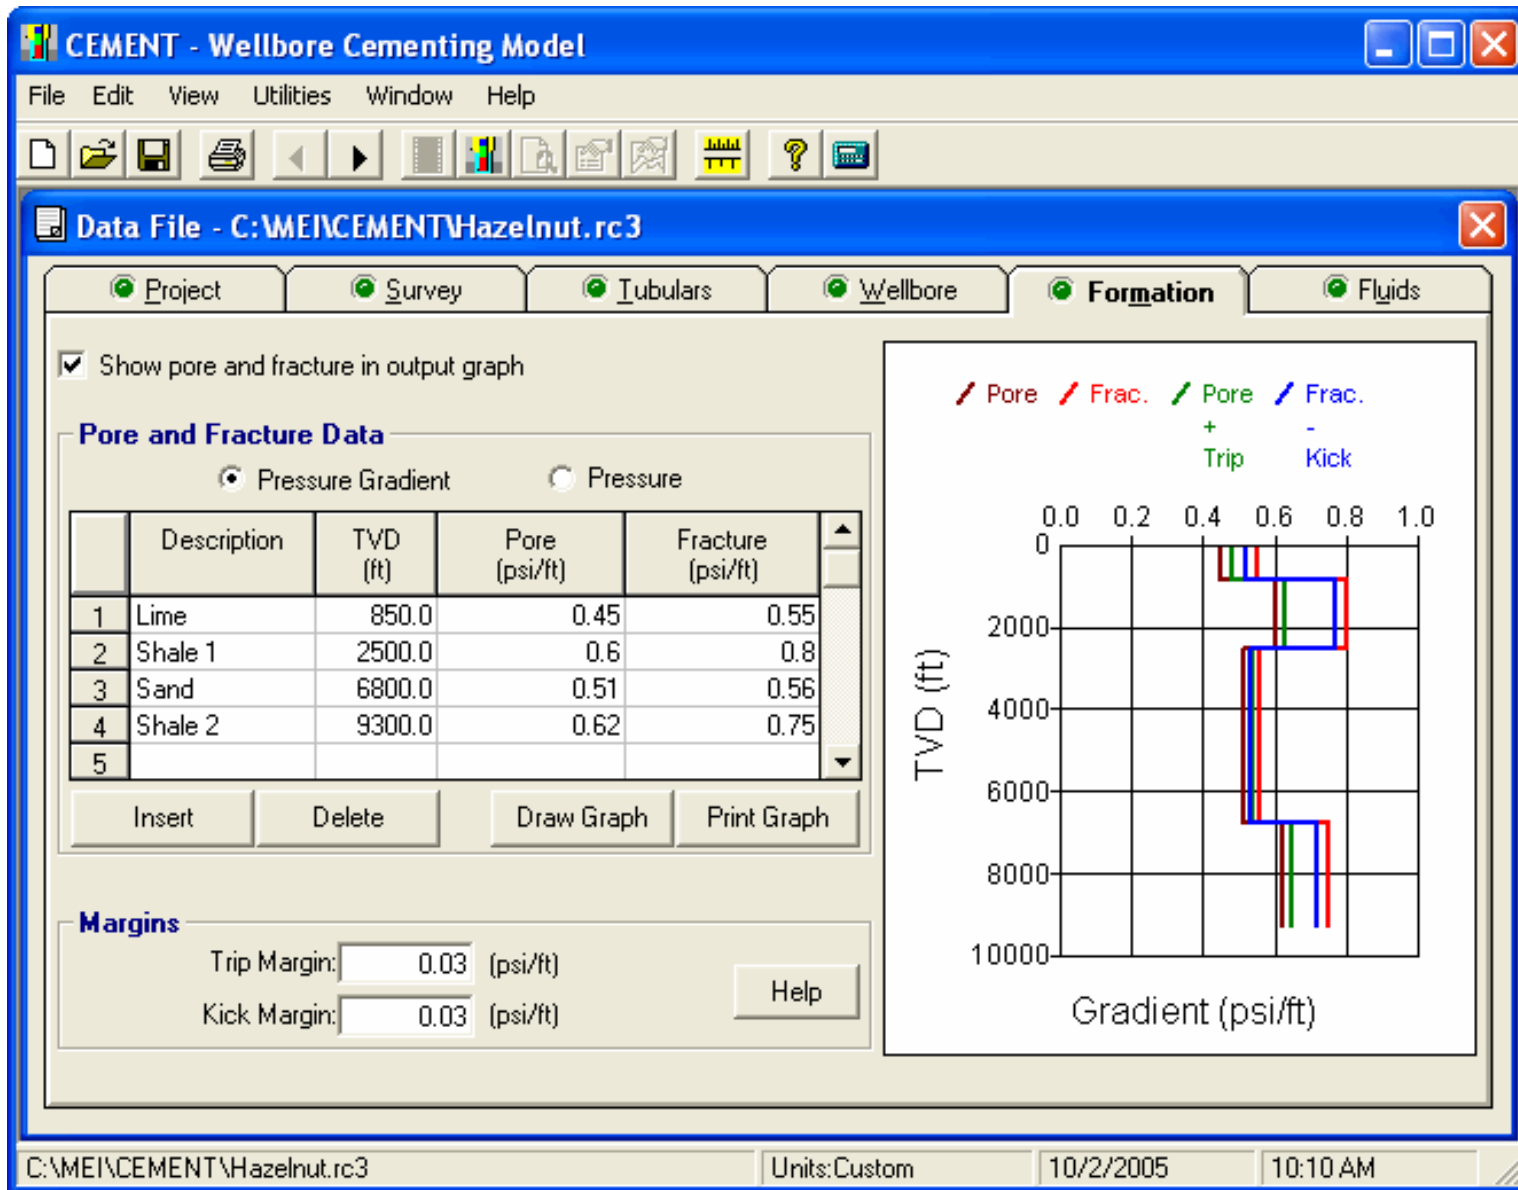 CEMENT - Wellbore Cementing Model
File Edit View Utilities Window Help
Data File - C:\MEI\CEMENT\Hazelnut.rc3
Project Survey Tubulars Wellbore Formation Fluids
Show pore and fracture in output graph
Pore and Fracture Data
Pressure Gradient Pressure
Description TVD (ft) Pore (psi/ft) Fracture (psi/ft)
1 Lime 850.0 0.45 0.55
2 Shale 1 2500.0 0.6 0.8
3 Sand 6800.0 0.51 0.56
4 Shale 2 9300.0 0.62 0.75
5
Insert Delete Draw Graph Print Graph
Margins
Trip Margin: 0.03 (psi/ft)
Kick Margin: 0.03 (psi/ft)
Help
Pore Frac. Pore + Trip Frac. - Kick
0.0 0.2 0.4 0.6 0.8 1.0
0
2000
4000
6000
8000
10000
TVD (ft)
Gradient (psi/ft)
C:\MEI\CEMENT\Hazelnut.rc3 Units:Custom 10/2/2005 10:10 AM